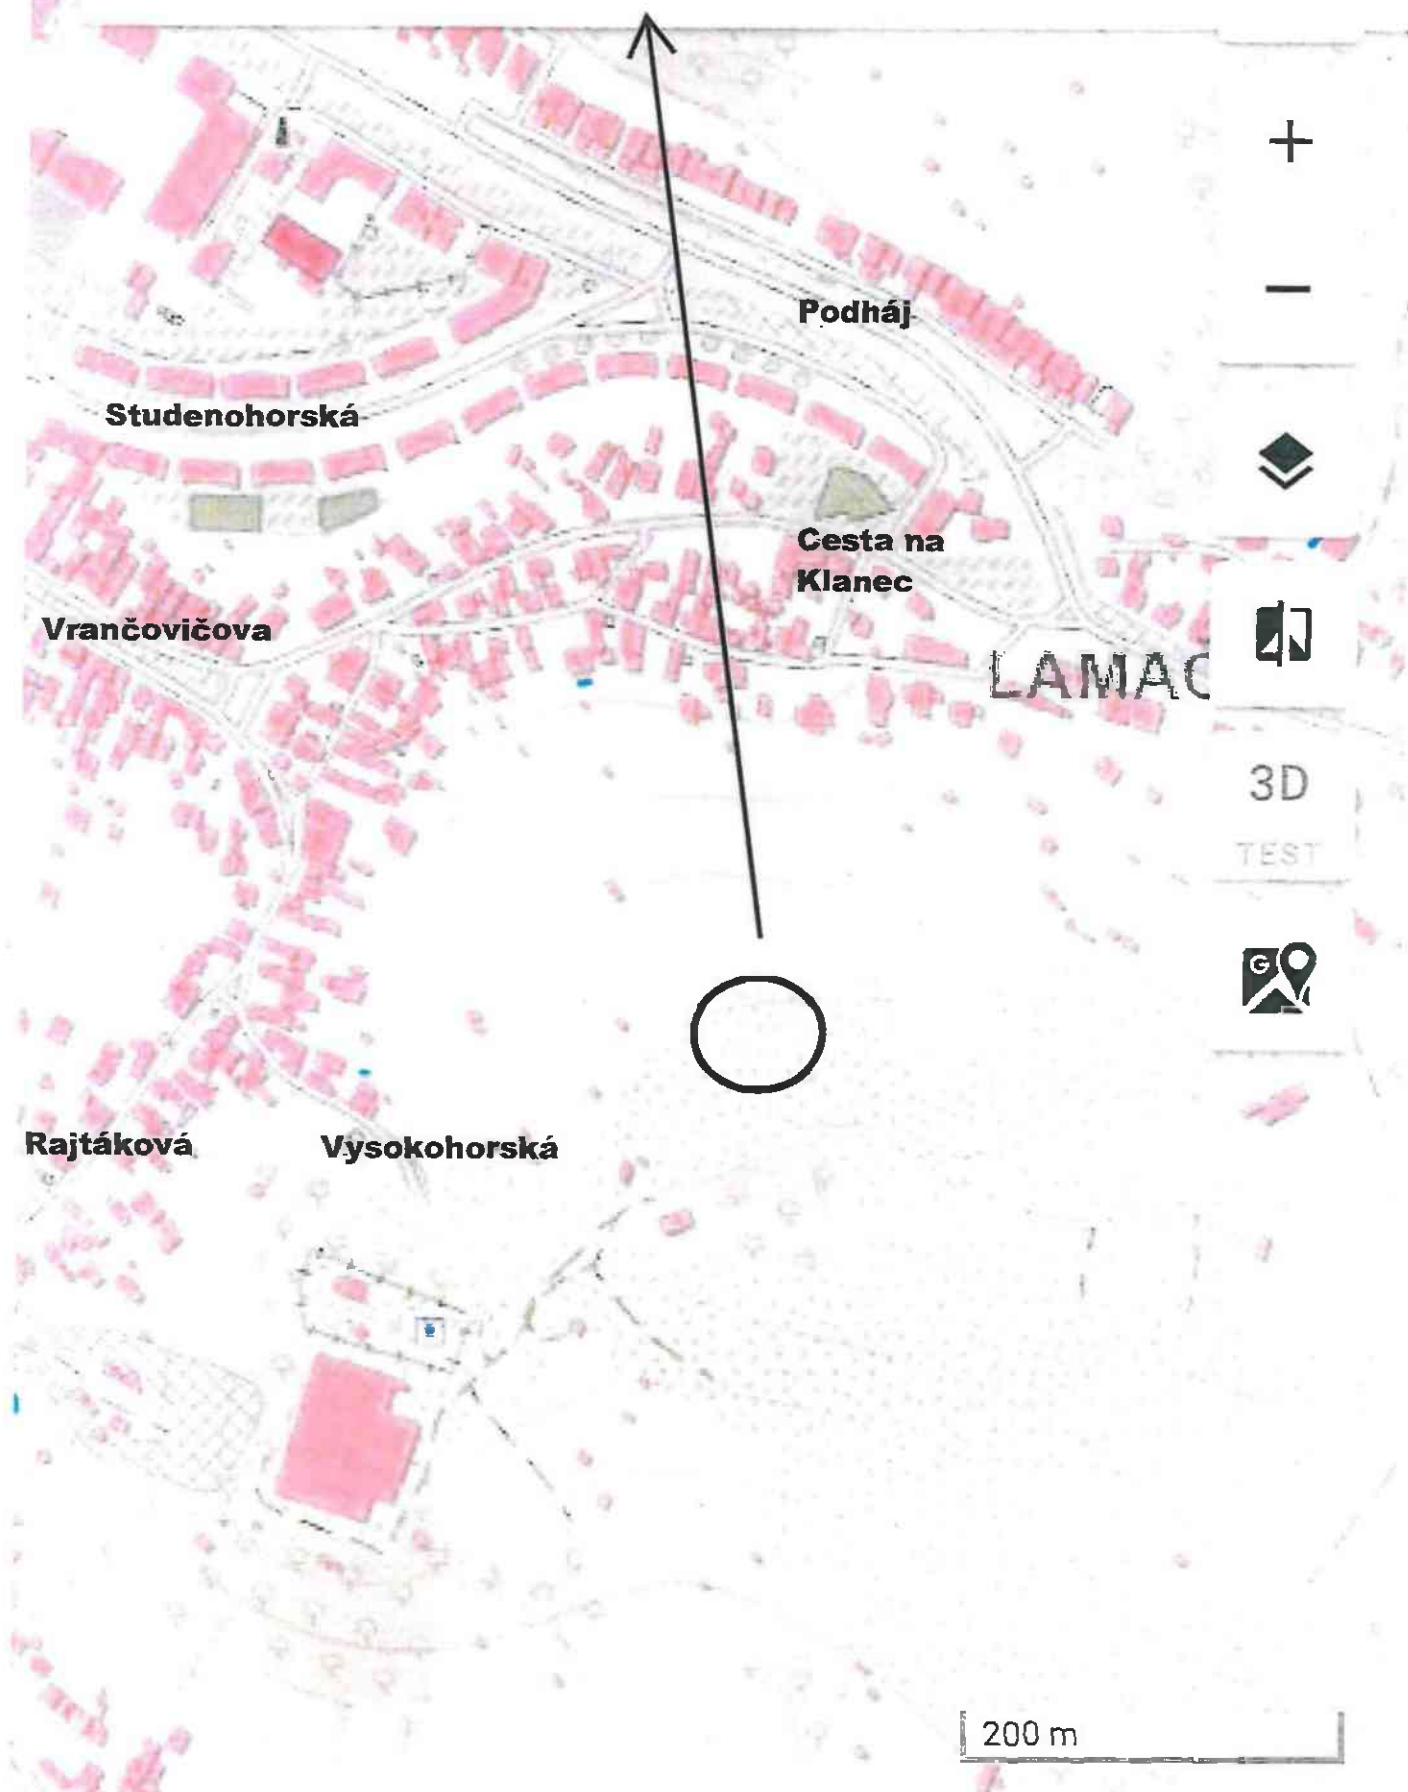 +
−
Podháj
Studenohorská
Cesta na
Klanec
Vrančovičova
LAMAC
3D
TEST
G
Rajtáková
Vysokohorská
200 m